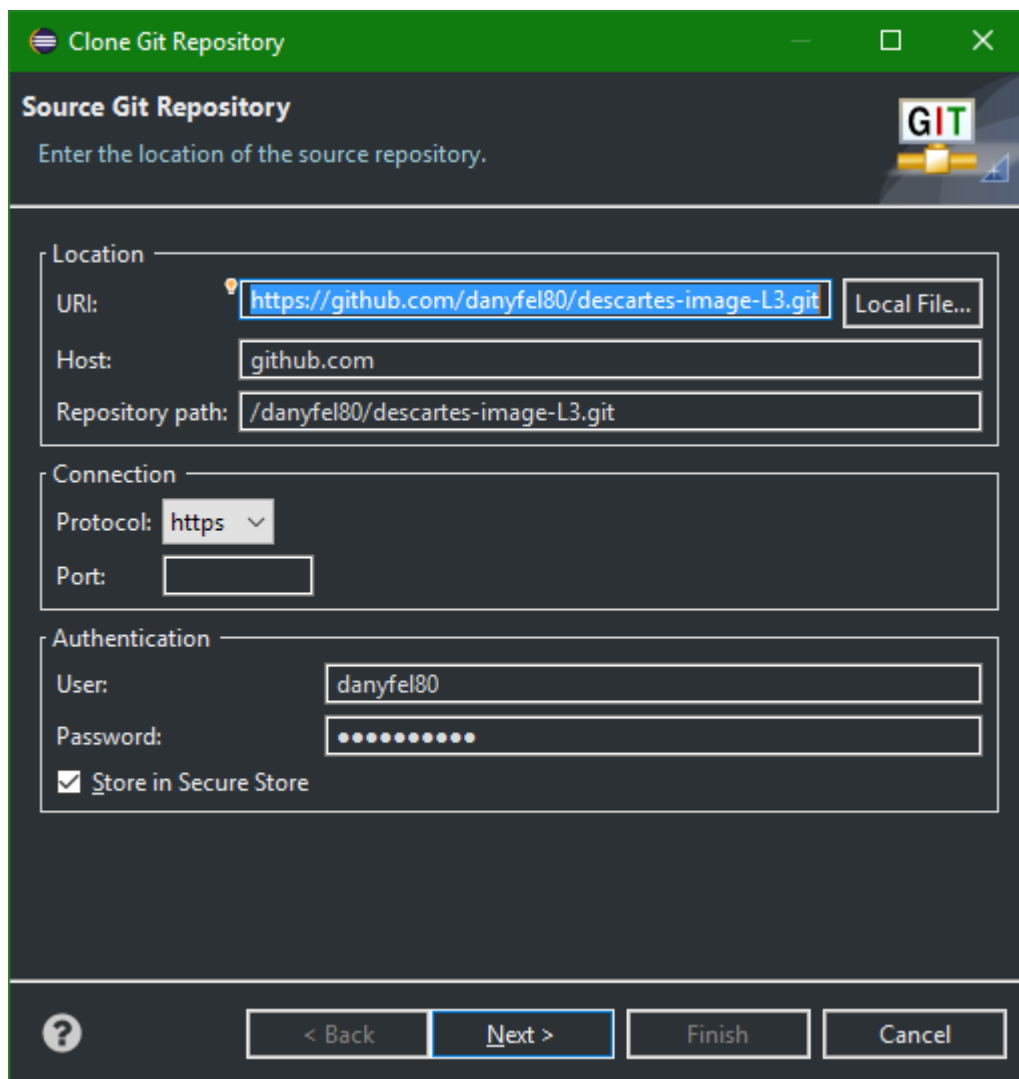 Clone Git Repository
Source Git Repository
GIT
Enter the location of the source repository.
Location
URI: https://github.com/danyfel80/descartes-image-L3.git Local File...
Host: github.com
Repository path: /danyfel80/descartes-image-L3.git
Connection
Protocol: https
Port:
Authentication
User: danyfel80
Password: ●●●●●●●●●●
Store in Secure Store
? < Back Next > Finish Cancel